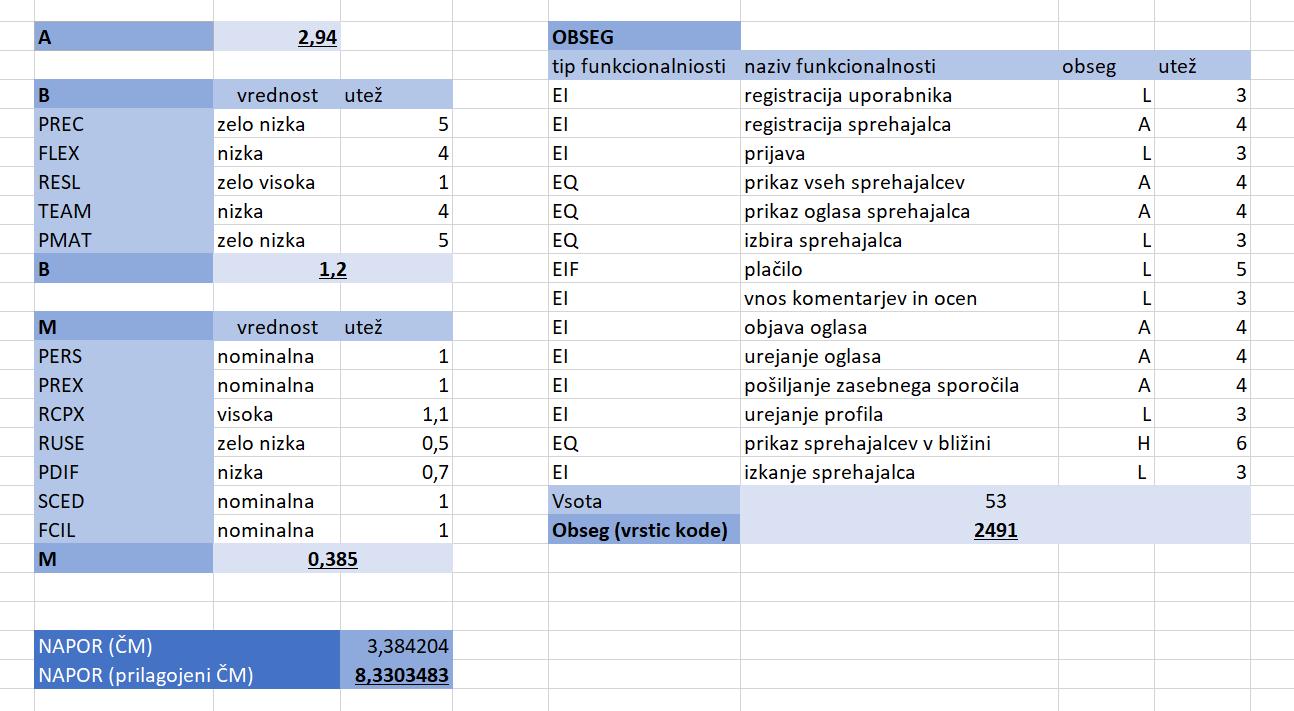 A 2,94
B vrednost utež
PREC zelo nizka 5
FLEX nizka 4
RESL zelo visoka 1
TEAM nizka 4
PMAT zelo nizka 5
B 1,2
M vrednost utež
PERS nominalna 1
PREX nominalna 1
RCPX visoka 1,1
RUSE zelo nizka 0,5
PDIF nizka 0,7
SCED nominalna 1
FCIL nominalna 1
M 0,385
NAPOR (ČM) 3,384204
NAPOR (prilagojeni ČM) 8,3303483
OBSEG
tip funkcionalniosti naziv funkcionalnosti obseg utež
EI registracija uporabnika L 3
EI registracija sprehajalca A 4
EI prijava L 3
EQ prikaz vseh sprehajalcev A 4
EQ prikaz oglasa sprehajalca A 4
EQ izbira sprehajalca L 3
EIF plačilo L 5
EI vnos komentarjev in ocen L 3
EI objava oglasa A 4
EI urejanje oglasa A 4
EI pošiljanje zasebnega sporočila A 4
EI urejanje profila L 3
EQ prikaz sprehajalcev v bližini H 6
EI izkanje sprehajalca L 3
Vsota 53
Obseg (vrstic kode) 2491